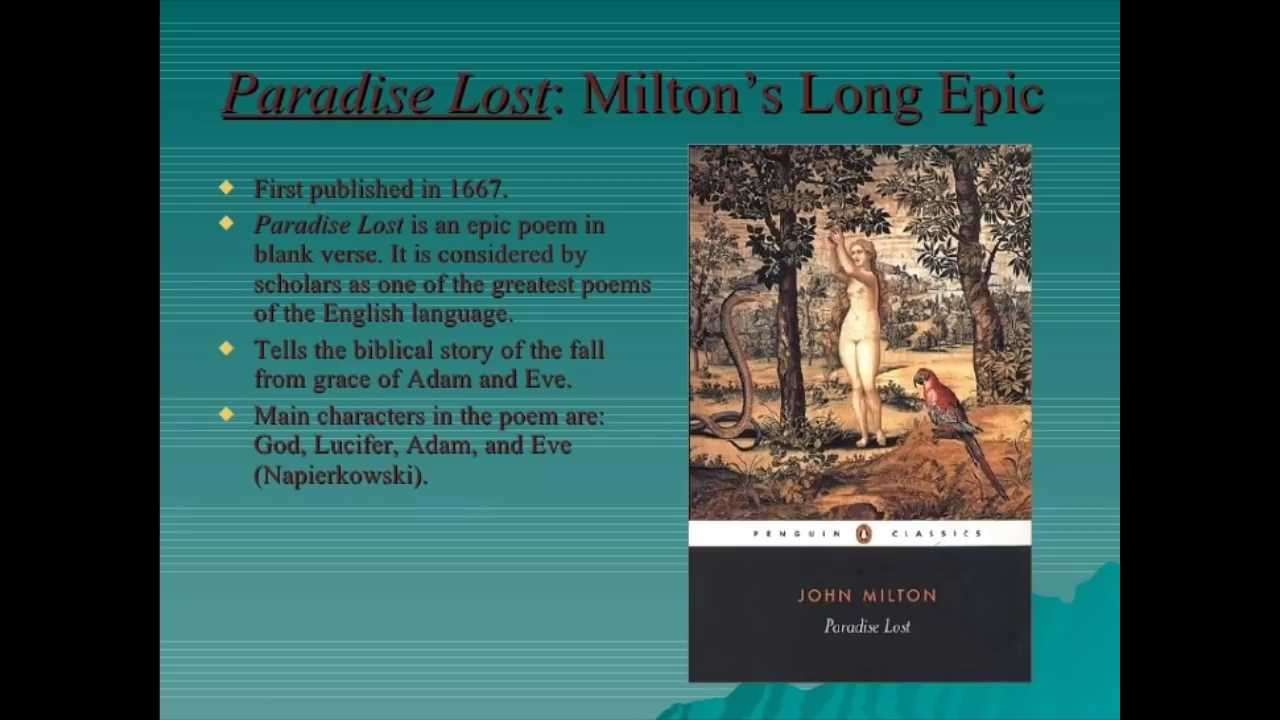 Paradise Lost: Milton’s Long Epic
First published in 1667.
Paradise Lost is an epic poem in
blank verse. It is considered by
scholars as one of the greatest poems
of the English language.
Tells the biblical story of the fall
from grace of Adam and Eve.
Main characters in the poem are:
God, Lucifer, Adam, and Eve
(Napierkowski).
PENGUIN CLASSICS
JOHN MILTON
Paradise Lost